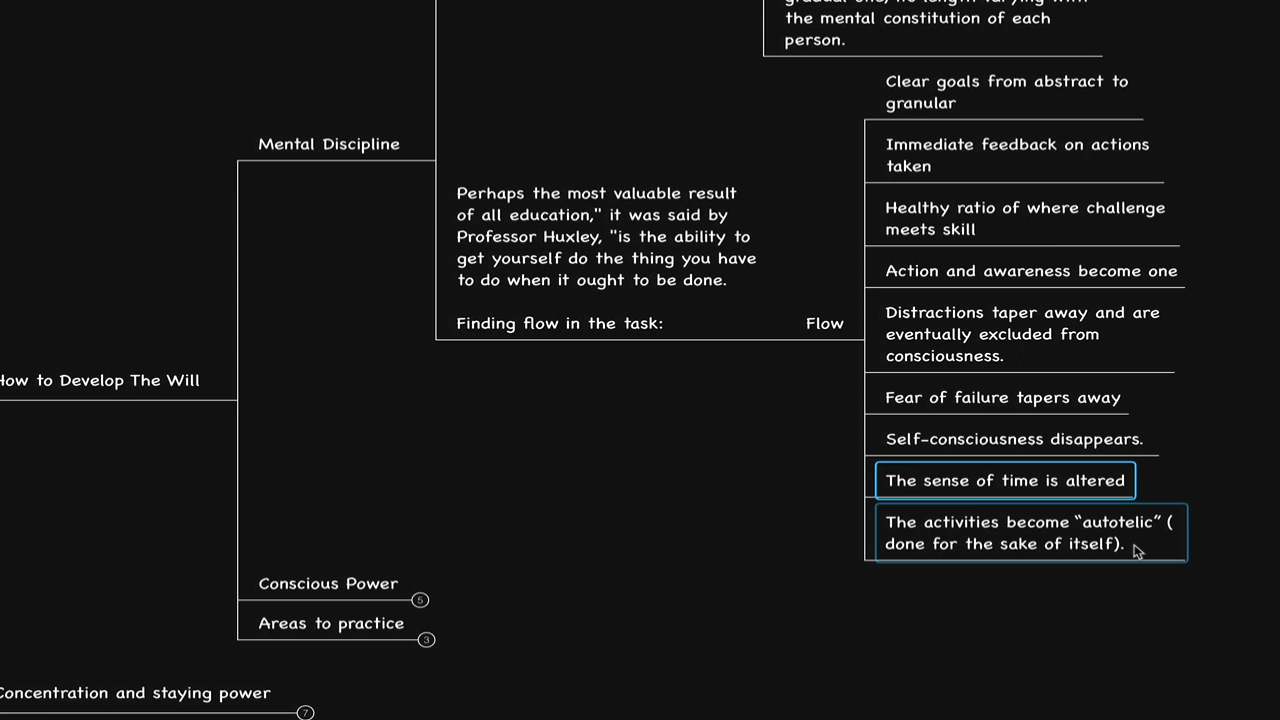 the mental constitution of each
person.
Clear goals from abstract to
granular
Mental Discipline
Immediate feedback on actions
taken
Perhaps the most valuable result
of all education," it was said by
Professor Huxley, "is the ability to
get yourself do the thing you have
to do when it ought to be done.
Healthy ratio of where challenge
meets skill
Action and awareness become one
Finding flow in the task:
Flow
Distractions taper away and are
eventually excluded from
consciousness.
How to Develop The Will
Fear of failure tapers away
Self-consciousness disappears.
The sense of time is altered
The activities become “autotelic” (
done for the sake of itself).
Conscious Power
5
Areas to practice
3
Concentration and staying power
7